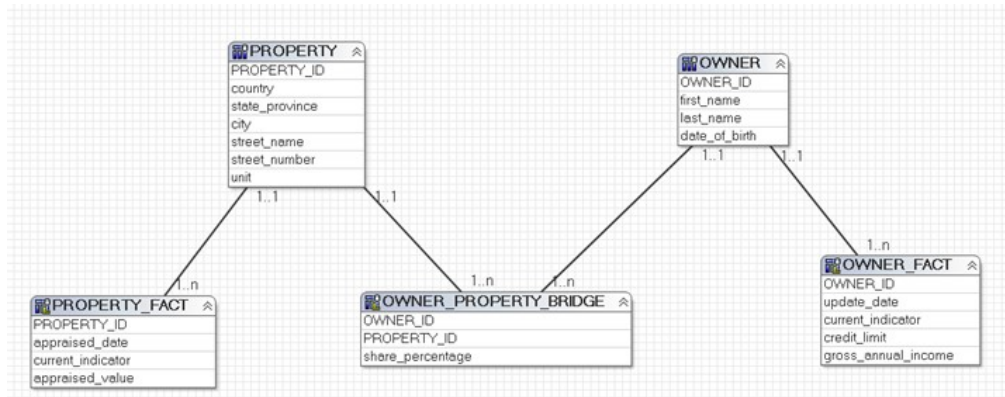 PROPERTY
PROPERTY_ID
country
state_province
city
street_name
street_number
unit
OWNER
OWNER_ID
first_name
last_name
date_of_birth
1..1
1..1
1..1
1..1
1..n
1..n
1..n
1..n
PROPERTY_FACT
PROPERTY_ID
appraised_date
current_indicator
appraised_value
OWNER_PROPERTY_BRIDGE
OWNER_ID
PROPERTY_ID
share_percentage
OWNER_FACT
OWNER_ID
update_date
current_indicator
credit_limit
gross_annual_income